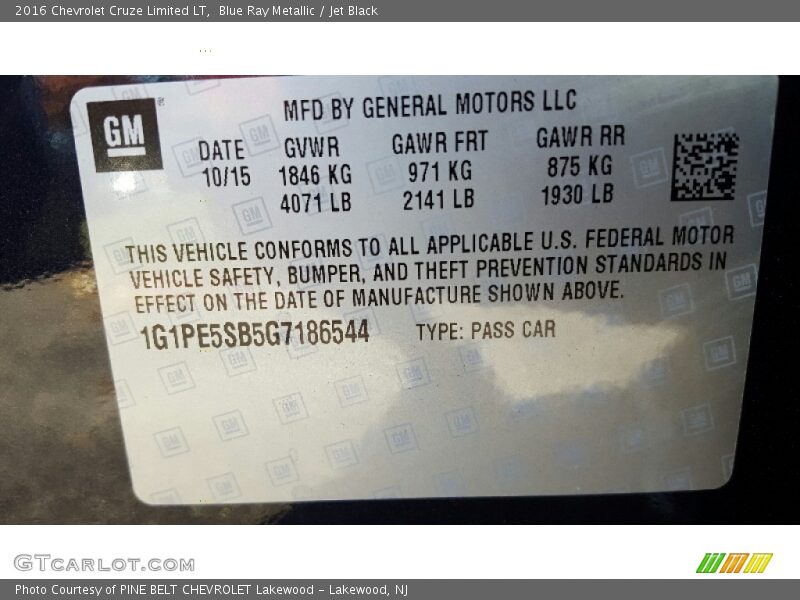 2016 Chevrolet Cruze Limited LT,  Blue Ray Metallic / Jet Black
GM®
MFD BY GENERAL MOTORS LLC
DATE GVWR GAWR FRT GAWR RR
10/15 1846 KG 971 KG 875 KG
4071 LB 2141 LB 1930 LB
THIS VEHICLE CONFORMS TO ALL APPLICABLE U.S. FEDERAL MOTOR
VEHICLE SAFETY, BUMPER, AND THEFT PREVENTION STANDARDS IN
EFFECT ON THE DATE OF MANUFACTURE SHOWN ABOVE.
1G1PE5SB5G7186544 TYPE: PASS CAR
GTCARLOT.COM
Photo Courtesy of PINE BELT CHEVROLET Lakewood - Lakewood, NJ